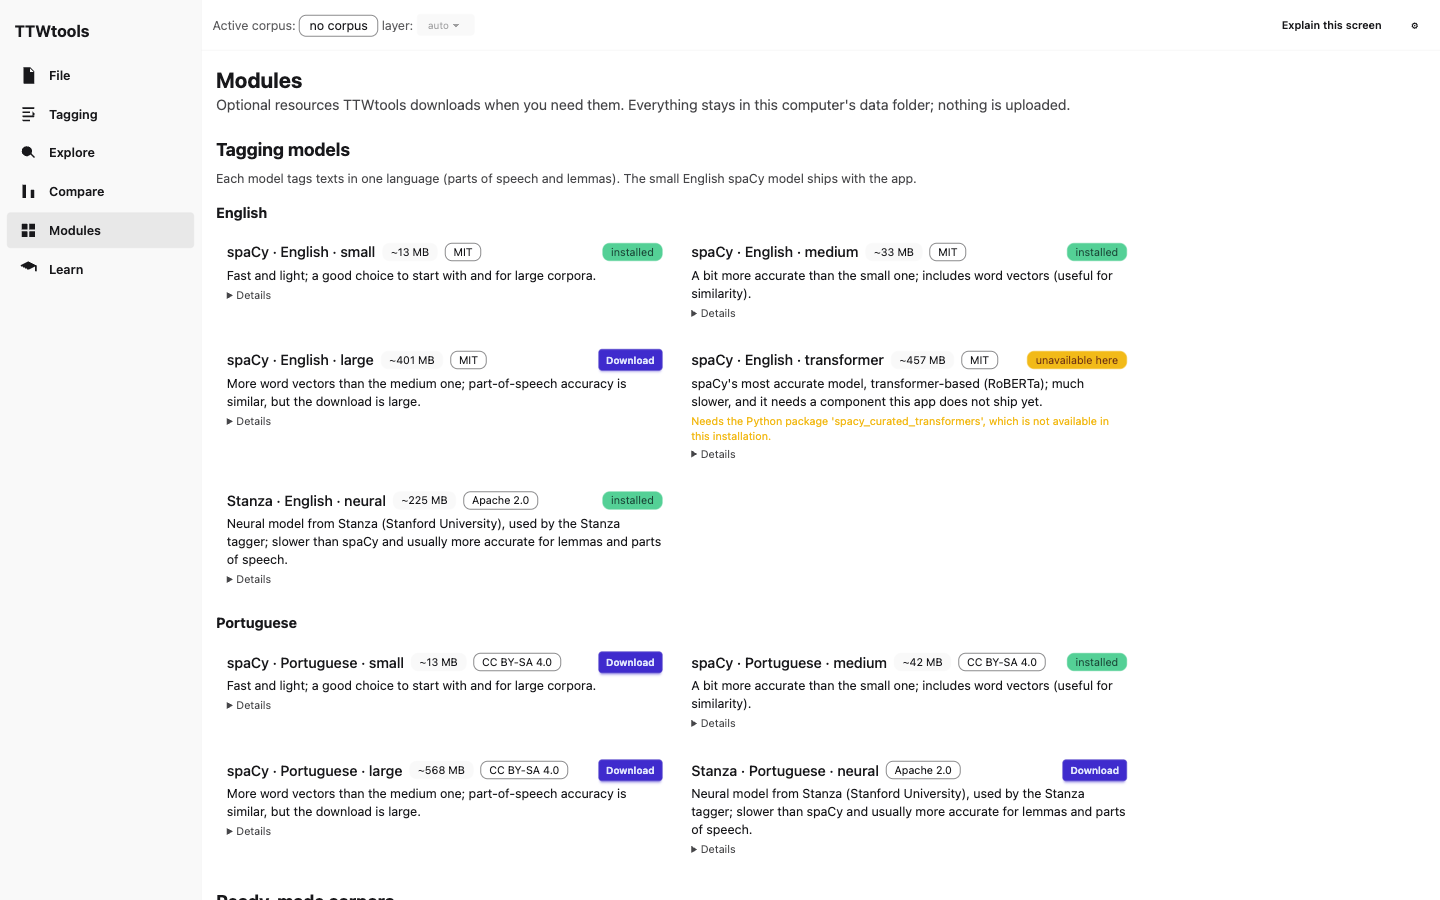 TTWtools
File
Tagging
Explore
Compare
Modules
Learn
Active corpus: no corpus layer: auto
Explain this screen
Modules
Optional resources TTWtools downloads when you need them. Everything stays in this computer's data folder; nothing is uploaded.
Tagging models
Each model tags texts in one language (parts of speech and lemmas). The small English spaCy model ships with the app.
English
spaCy · English · small ~13 MB MIT installed
Fast and light; a good choice to start with and for large corpora.
Details
spaCy · English · medium ~33 MB MIT installed
A bit more accurate than the small one; includes word vectors (useful for
similarity).
Details
spaCy · English · large ~401 MB MIT Download
More word vectors than the medium one; part-of-speech accuracy is
similar, but the download is large.
Details
spaCy · English · transformer ~457 MB MIT unavailable here
spaCy's most accurate model, transformer-based (RoBERTa); much
slower, and it needs a component this app does not ship yet.
Needs the Python package 'spacy_curated_transformers', which is not available in
this installation.
Details
Stanza · English · neural ~225 MB Apache 2.0 installed
Neural model from Stanza (Stanford University), used by the Stanza
tagger; slower than spaCy and usually more accurate for lemmas and parts
of speech.
Details
Portuguese
spaCy · Portuguese · small ~13 MB CC BY-SA 4.0 Download
Fast and light; a good choice to start with and for large corpora.
Details
spaCy · Portuguese · medium ~42 MB CC BY-SA 4.0 installed
A bit more accurate than the small one; includes word vectors (useful for
similarity).
Details
spaCy · Portuguese · large ~568 MB CC BY-SA 4.0 Download
More word vectors than the medium one; part-of-speech accuracy is
similar, but the download is large.
Details
Stanza · Portuguese · neural Apache 2.0 Download
Neural model from Stanza (Stanford University), used by the Stanza
tagger; slower than spaCy and usually more accurate for lemmas and parts
of speech.
Details
Ready-made corpora